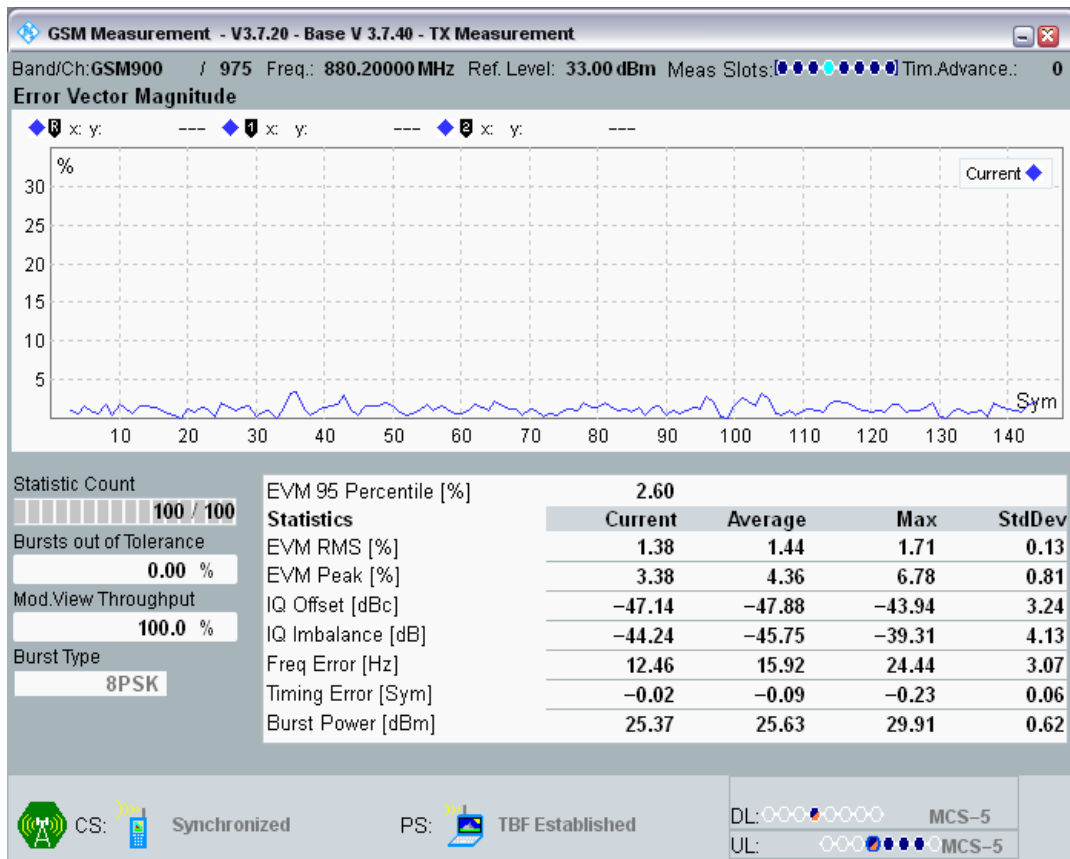 GSM Measurement - V3.7.20 - Base V 3.7.40 - TX Measurement
Band/Ch:GSM900 / 975 Freq.: 880.20000 MHz Ref. Level: 33.00 dBm Meas Slots: Tim.Advance.: 0
Error Vector Magnitude
R x: y: --- 1 x: y: --- 2 x: y: ---
%
Current
30
25
20
15
10
5
Sym
10 20 30 40 50 60 70 80 90 100 110 120 130 140
Statistic Count
100 / 100
Bursts out of Tolerance
0.00 %
Mod.View Throughput
100.0 %
Burst Type
8PSK
EVM 95 Percentile [%] 2.60
Statistics Current Average Max StdDev
EVM RMS [%] 1.38 1.44 1.71 0.13
EVM Peak [%] 3.38 4.36 6.78 0.81
IQ Offset [dBc] −47.14 −47.88 −43.94 3.24
IQ Imbalance [dB] −44.24 −45.75 −39.31 4.13
Freq Error [Hz] 12.46 15.92 24.44 3.07
Timing Error [Sym] −0.02 −0.09 −0.23 0.06
Burst Power [dBm] 25.37 25.63 29.91 0.62
CS: Synchronized PS: TBF Established
DL: MCS−5
UL: MCS−5